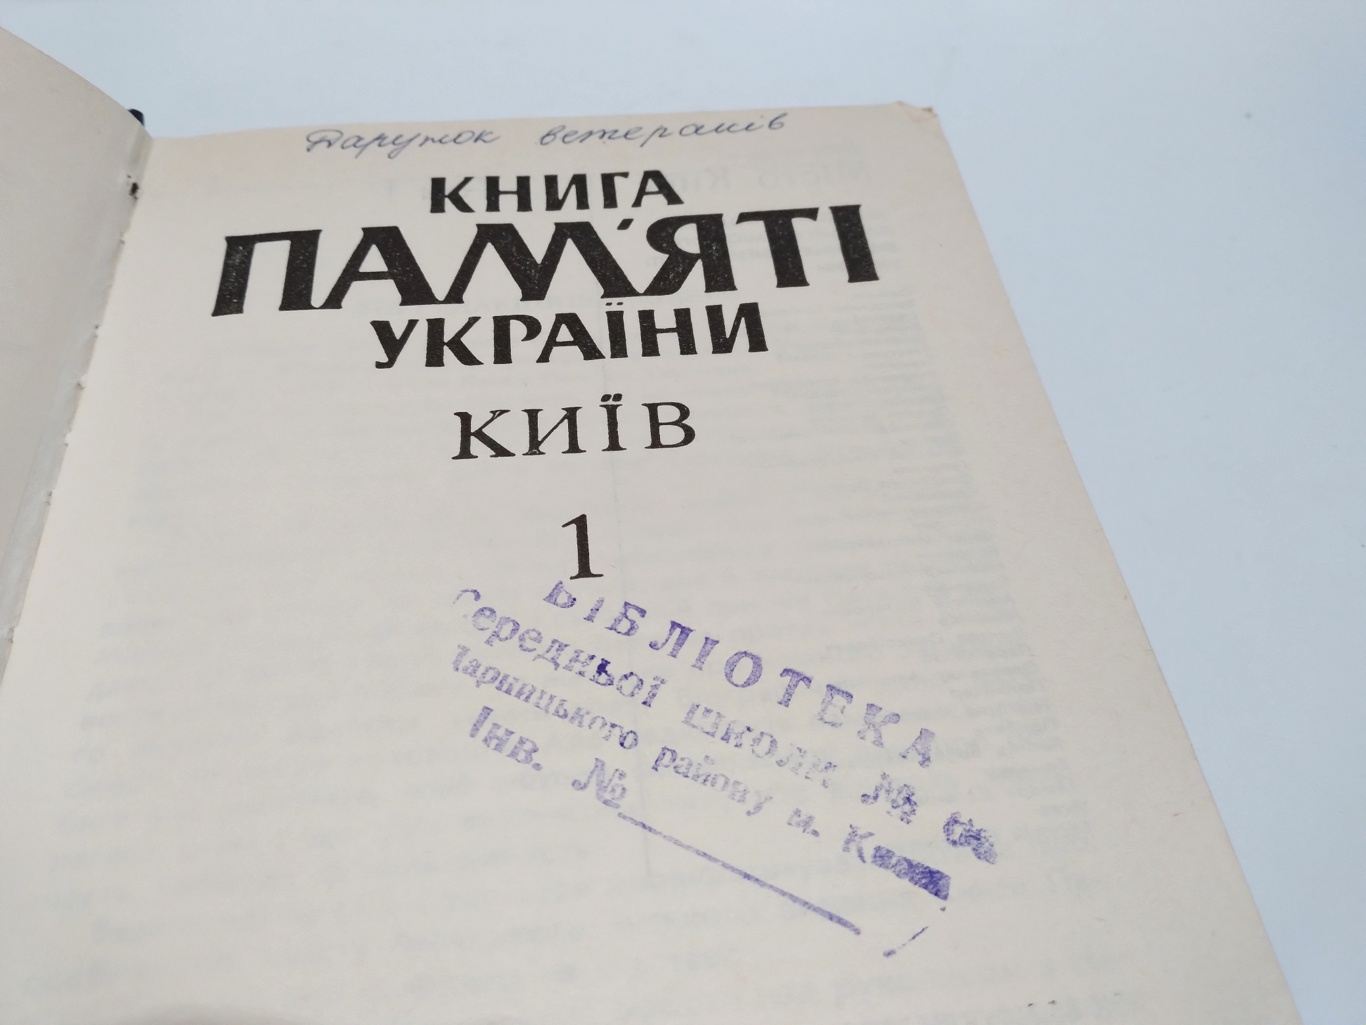 Дарунок ветеранів
КНИГА
ПАМ'ЯТІ
УКРАЇНИ
КИЇВ
1
БІБЛІОТЕКА
Середньої школи №
Дарницького району м.
Інв. №